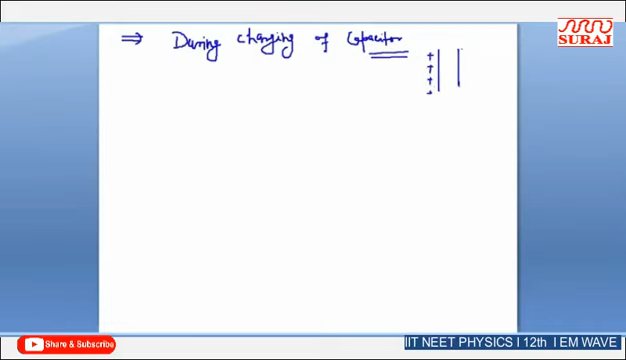 ⇒ During charging of Capacitor
+
+
+
+
SURAJ
Share & Subscribe
IIT NEET PHYSICS I 12th I EM WAVE